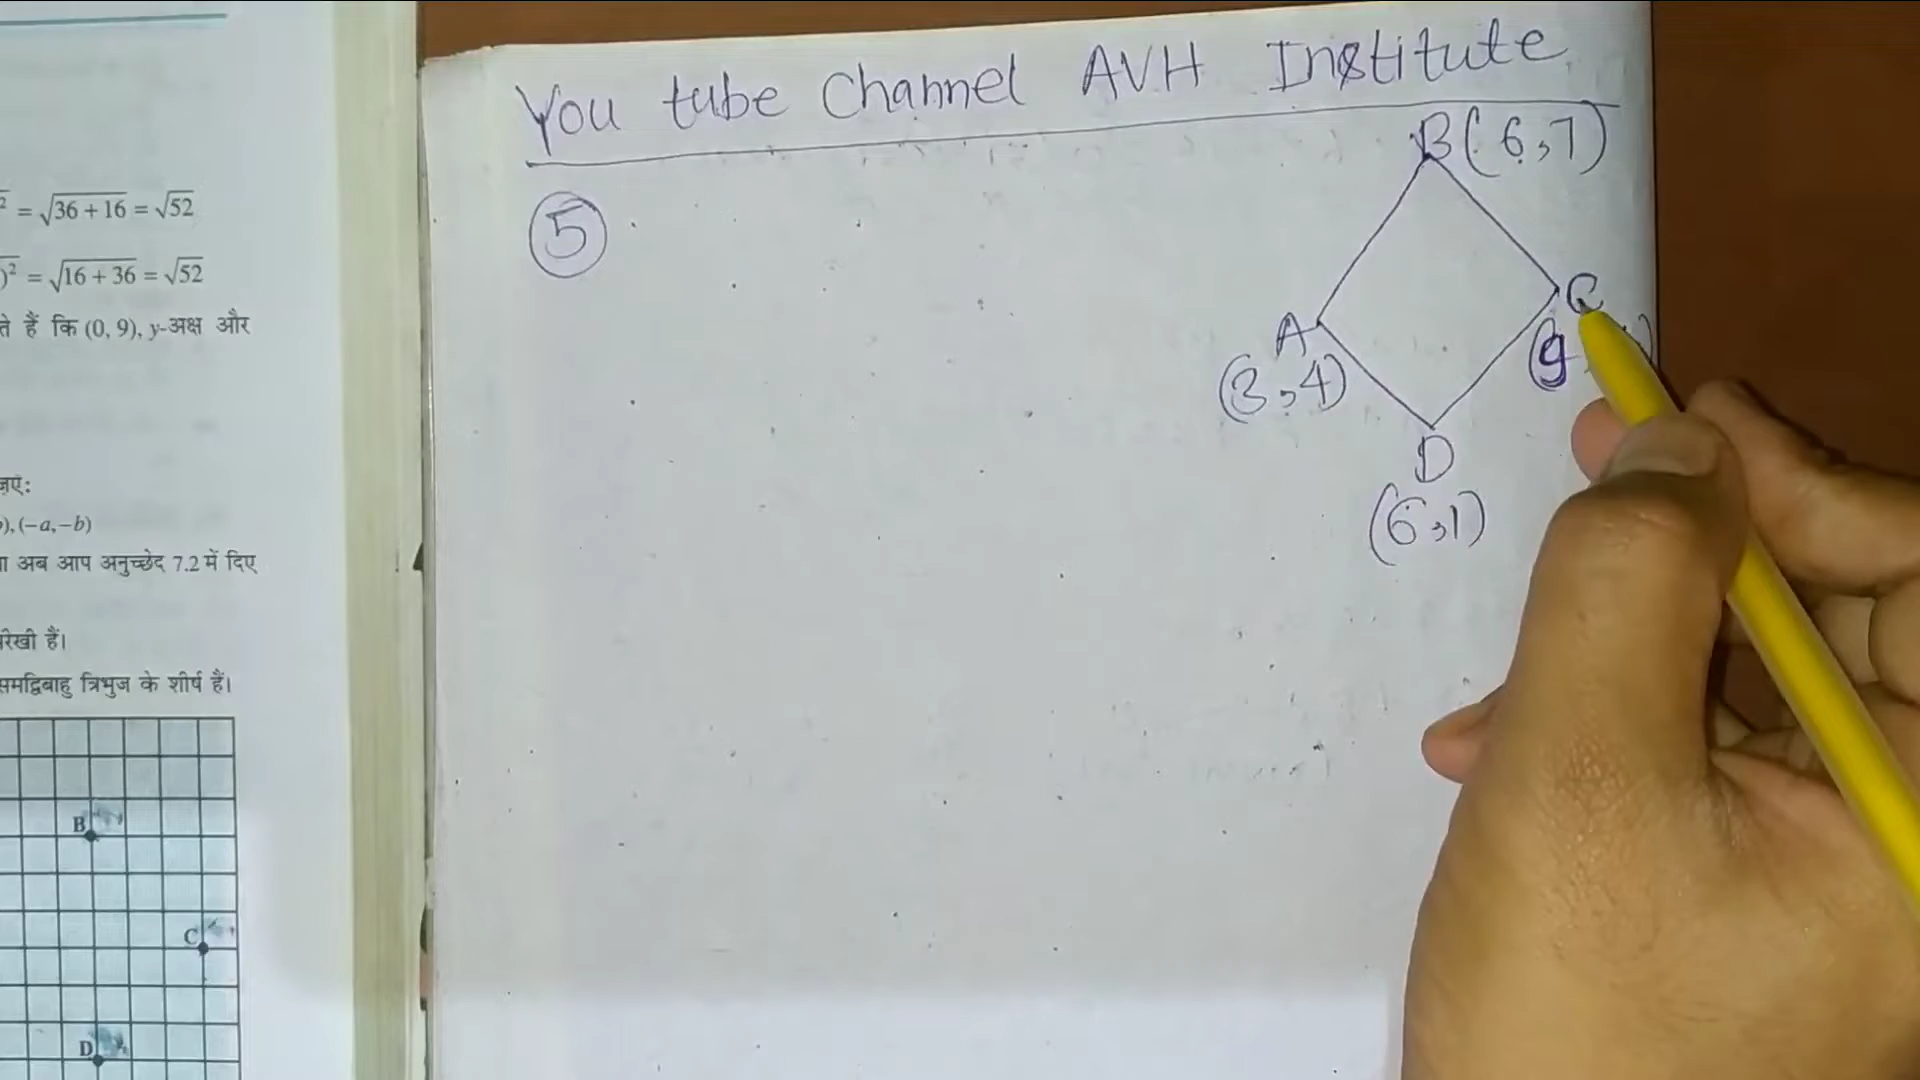 = √36 + 16 = √52
)² = √16 + 36 = √52
हैं कि (0, 9), y-अक्ष और
), (–a, –b)
अब आप अनुच्छेद 7.2 में दिए
हैं।
समद्विबाहु त्रिभुज के शीर्ष हैं।
B
C
D
You tube Channel AVH Institute
5
B (6,7)
C
(9,
A
(3,4)
D
(6,1)